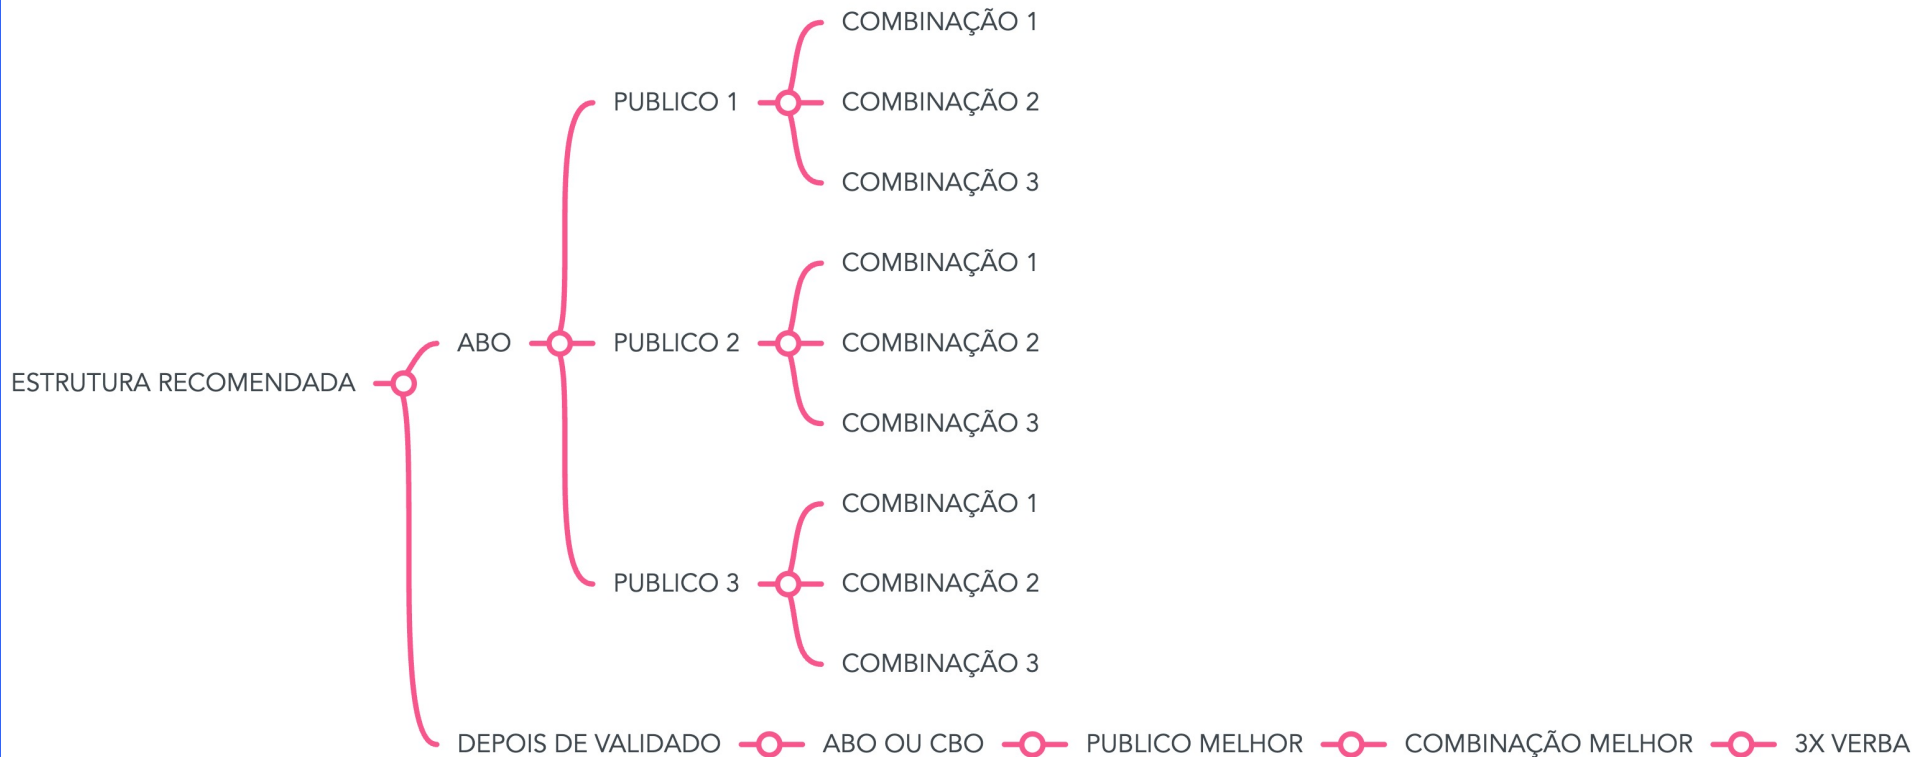 ESTRUTURA RECOMENDADA
ABO
PUBLICO 1
COMBINAÇÃO 1
COMBINAÇÃO 2
COMBINAÇÃO 3
PUBLICO 2
COMBINAÇÃO 1
COMBINAÇÃO 2
COMBINAÇÃO 3
PUBLICO 3
COMBINAÇÃO 1
COMBINAÇÃO 2
COMBINAÇÃO 3
DEPOIS DE VALIDADO
ABO OU CBO
PUBLICO MELHOR
COMBINAÇÃO MELHOR
3X VERBA